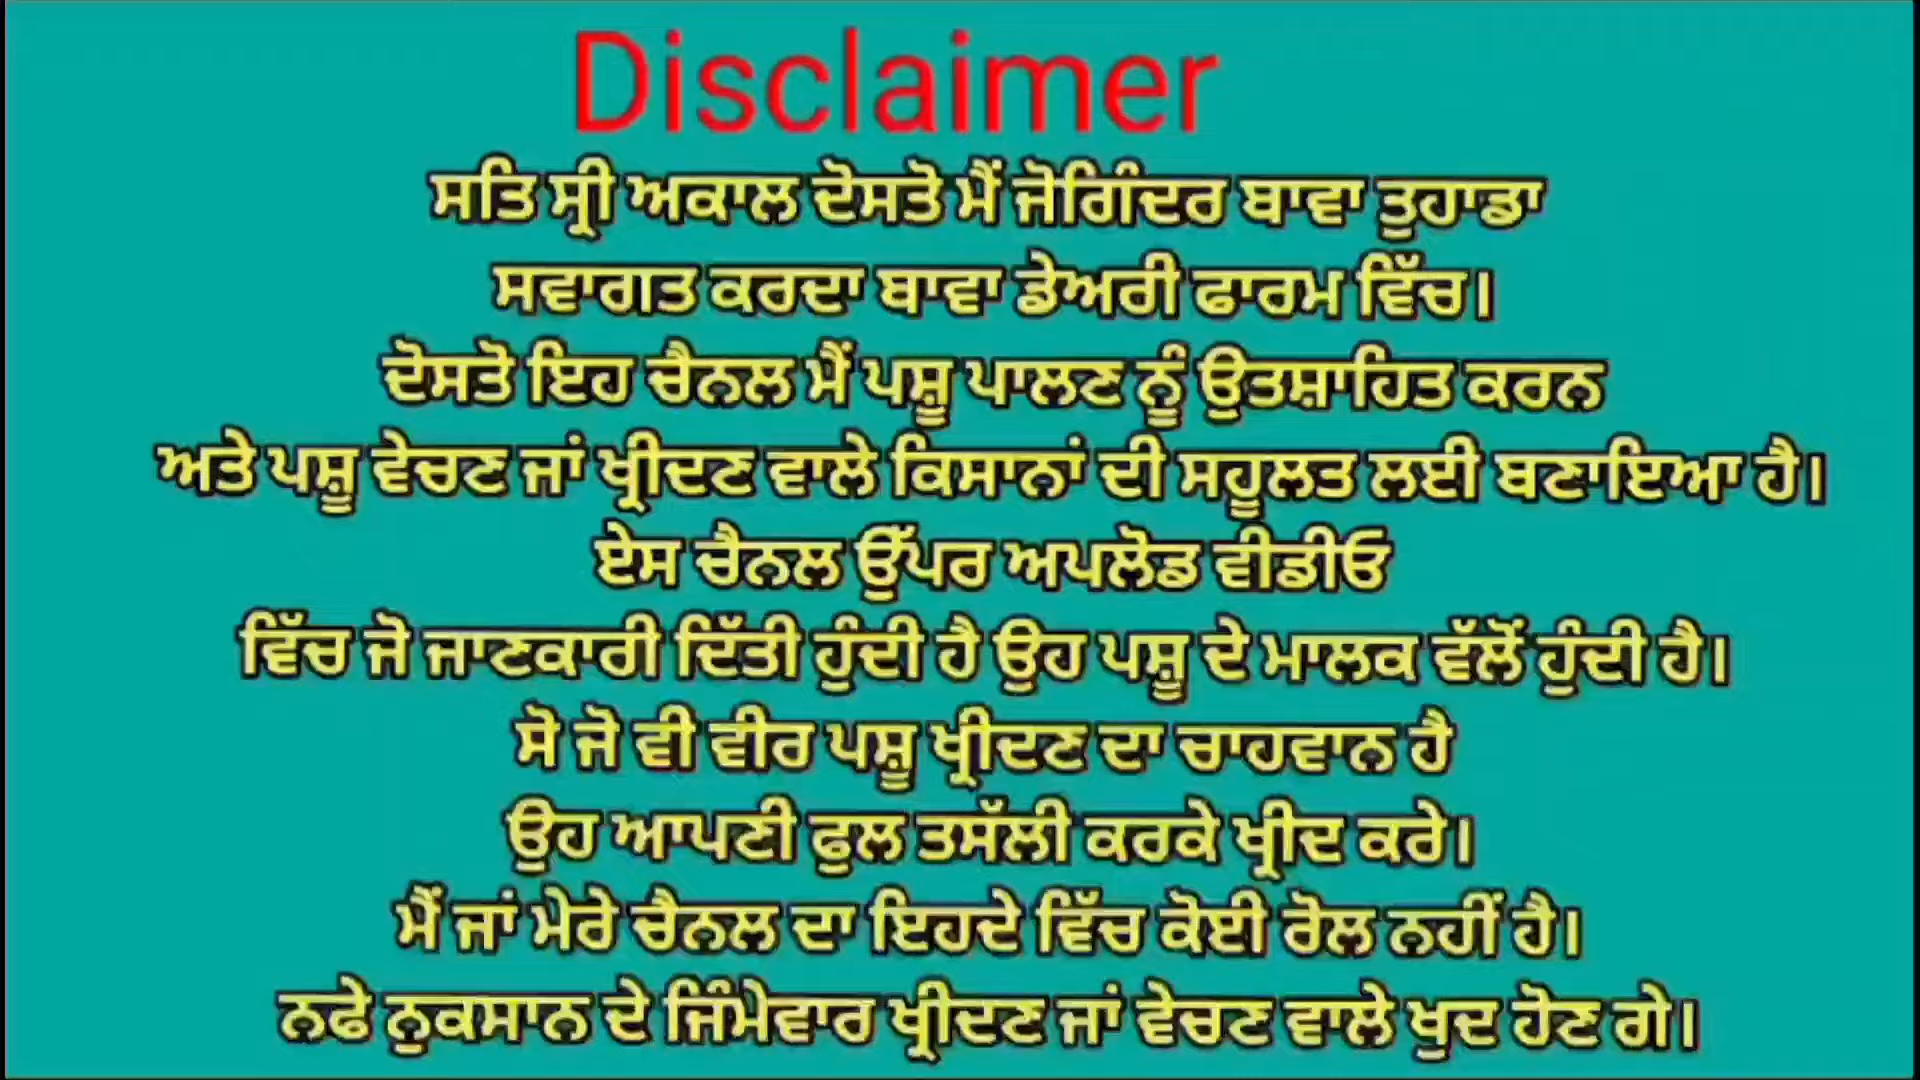 Disclaimer
ਸਤਿ ਸ੍ਰੀ ਅਕਾਲ ਦੋਸਤੋ ਮੈਂ ਜੋਗਿੰਦਰ ਬਾਵਾ ਤੁਹਾਡਾ
ਸਵਾਗਤ ਕਰਦਾ ਬਾਵਾ ਡੇਅਰੀ ਫਾਰਮ ਵਿੱਚ।
ਦੋਸਤੋ ਇਹ ਚੈਨਲ ਮੈਂ ਪਸ਼ੂ ਪਾਲਣ ਨੂੰ ਉਤਸ਼ਾਹਿਤ ਕਰਨ
ਅਤੇ ਪਸ਼ੂ ਵੇਚਣ ਜਾਂ ਖ੍ਰੀਦਣ ਵਾਲੇ ਕਿਸਾਨਾਂ ਦੀ ਸਹੂਲਤ ਲਈ ਬਣਾਇਆ ਹੈ।
ਏਸ ਚੈਨਲ ਉੱਪਰ ਅਪਲੋਡ ਵੀਡੀਓ
ਵਿੱਚ ਜੋ ਜਾਣਕਾਰੀ ਦਿੱਤੀ ਹੁੰਦੀ ਹੈ ਉਹ ਪਸ਼ੂ ਦੇ ਮਾਲਕ ਵੱਲੋਂ ਹੁੰਦੀ ਹੈ।
ਸੋ ਜੋ ਵੀ ਵੀਰ ਪਸ਼ੂ ਖ੍ਰੀਦਣ ਦਾ ਚਾਹਵਾਨ ਹੈ
ਉਹ ਆਪਣੀ ਫੁਲ ਤਸੱਲੀ ਕਰਕੇ ਖ੍ਰੀਦ ਕਰੇ।
ਮੈਂ ਜਾਂ ਮੇਰੇ ਚੈਨਲ ਦਾ ਇਹਦੇ ਵਿੱਚ ਕੋਈ ਰੋਲ ਨਹੀਂ ਹੈ।
ਨਫੇ ਨੁਕਸਾਨ ਦੇ ਜਿੰਮੇਵਾਰ ਖ੍ਰੀਦਣ ਜਾਂ ਵੇਚਣ ਵਾਲੇ ਖੁਦ ਹੋਣ ਗੇ।